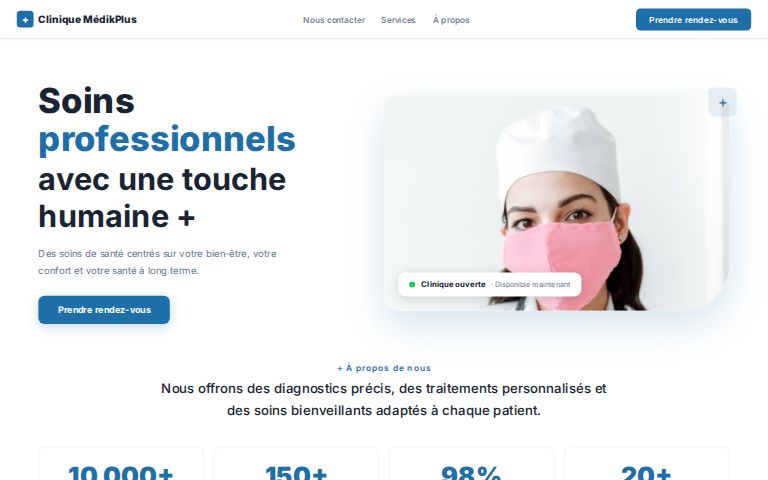 + Clinique MédikPlus
Nous contacter Services À propos
Prendre rendez-vous
Soins
professionnels
avec une touche
humaine +
Des soins de santé centrés sur votre bien-être, votre
confort et votre santé à long terme.
Prendre rendez-vous
+
Clinique ouverte · Disponible maintenant
+ À propos de nous
Nous offrons des diagnostics précis, des traitements personnalisés et
des soins bienveillants adaptés à chaque patient.
10 000+ 150+ 98% 20+